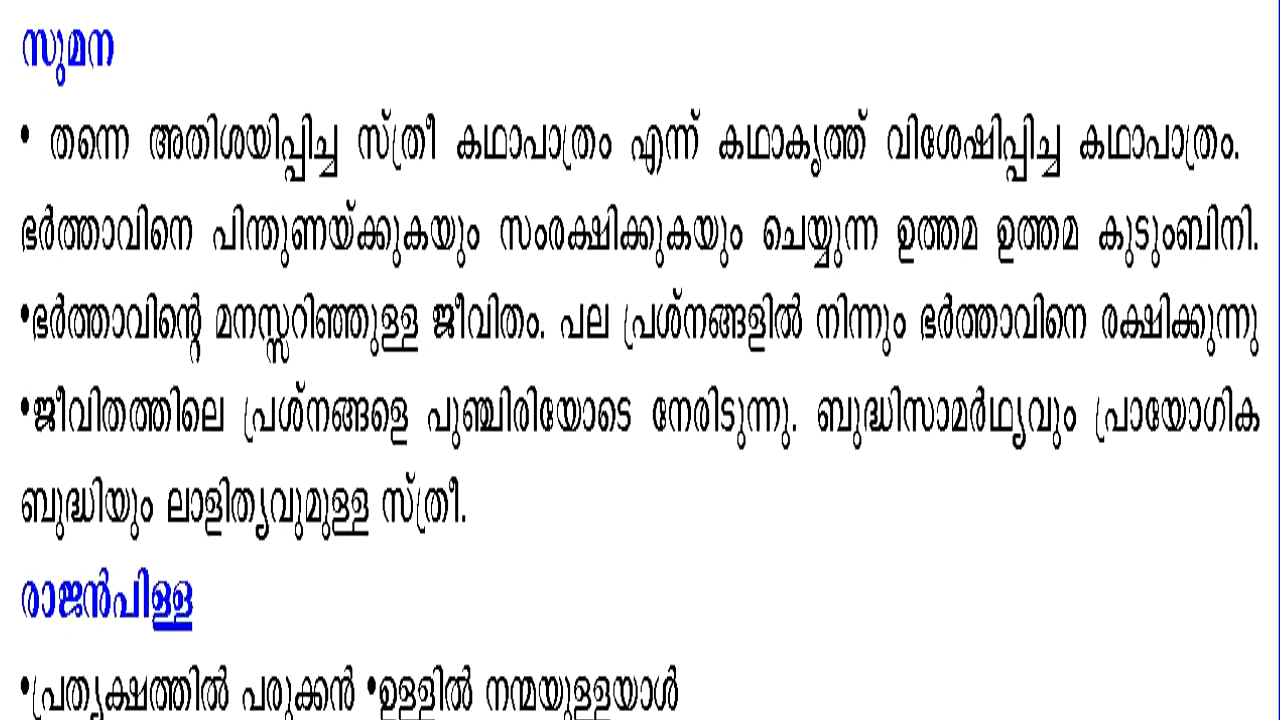 സുമന
• തന്നെ അതിശയിപ്പിച്ച സ്ത്രീ കഥാപാത്രം എന്ന് കഥാകൃത്ത് വിശേഷിപ്പിച്ച കഥാപാത്രം.
ഭർത്താവിനെ പിന്തുണയ്ക്കുകയും സംരക്ഷിക്കുകയും ചെയ്യുന്ന ഉത്തമ ഉത്തമ കുടുംബിനി.
•ഭർത്താവിന്റെ മനസ്സറിഞ്ഞുള്ള ജീവിതം. പല പ്രശ്നങ്ങളിൽ നിന്നും ഭർത്താവിനെ രക്ഷിക്കുന്നു
•ജീവിതത്തിലെ പ്രശ്നങ്ങളെ പുഞ്ചിരിയോടെ നേരിടുന്നു. ബുദ്ധിസാമർഥ്യവും പ്രായോഗിക
ബുദ്ധിയും ലാളിത്യവുമുള്ള സ്ത്രീ.
രാജൻപിള്ള
•പ്രത്യക്ഷത്തിൽ പരുക്കൻ •ഉള്ളിൽ നന്മയുള്ളയാൾ